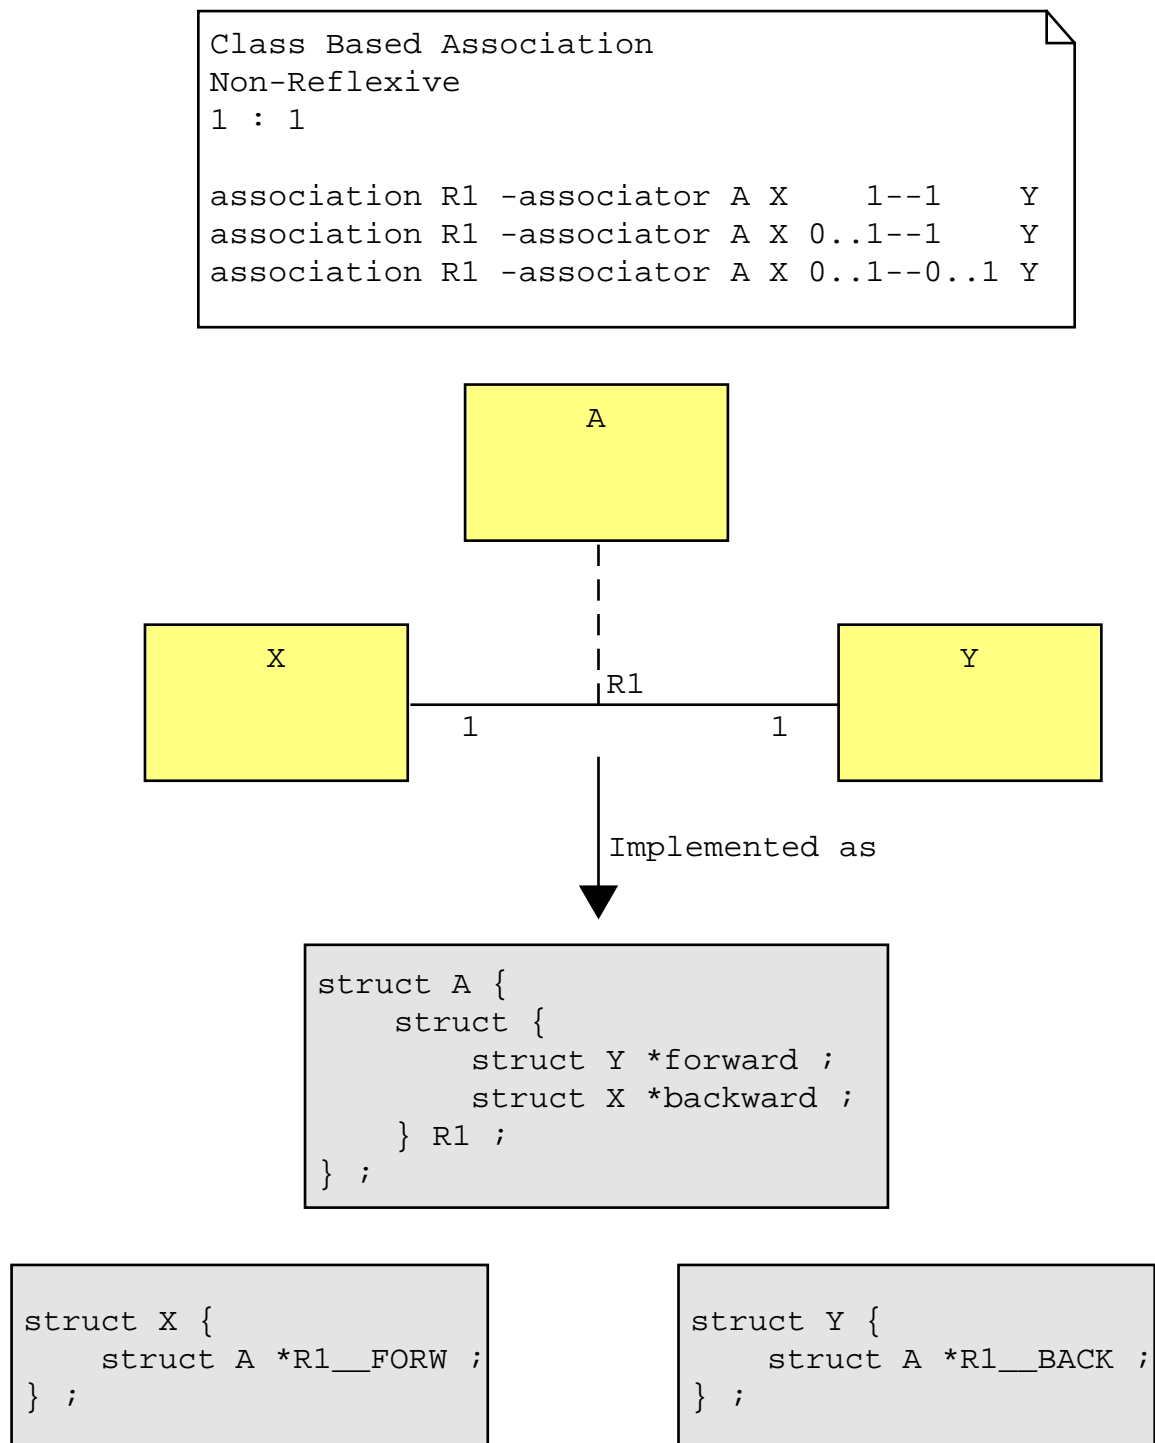 Class Based Association
Non-Reflexive
1 : 1
association R1 -associator A X    1--1    Y
association R1 -associator A X 0..1--1    Y
association R1 -associator A X 0..1--0..1 Y
A
X
Y
R1
1
1
Implemented as
struct A {
    struct {
        struct Y *forward ;
        struct X *backward ;
    } R1 ;
} ;
struct X {
    struct A *R1__FORW ;
} ;
struct Y {
    struct A *R1__BACK ;
} ;